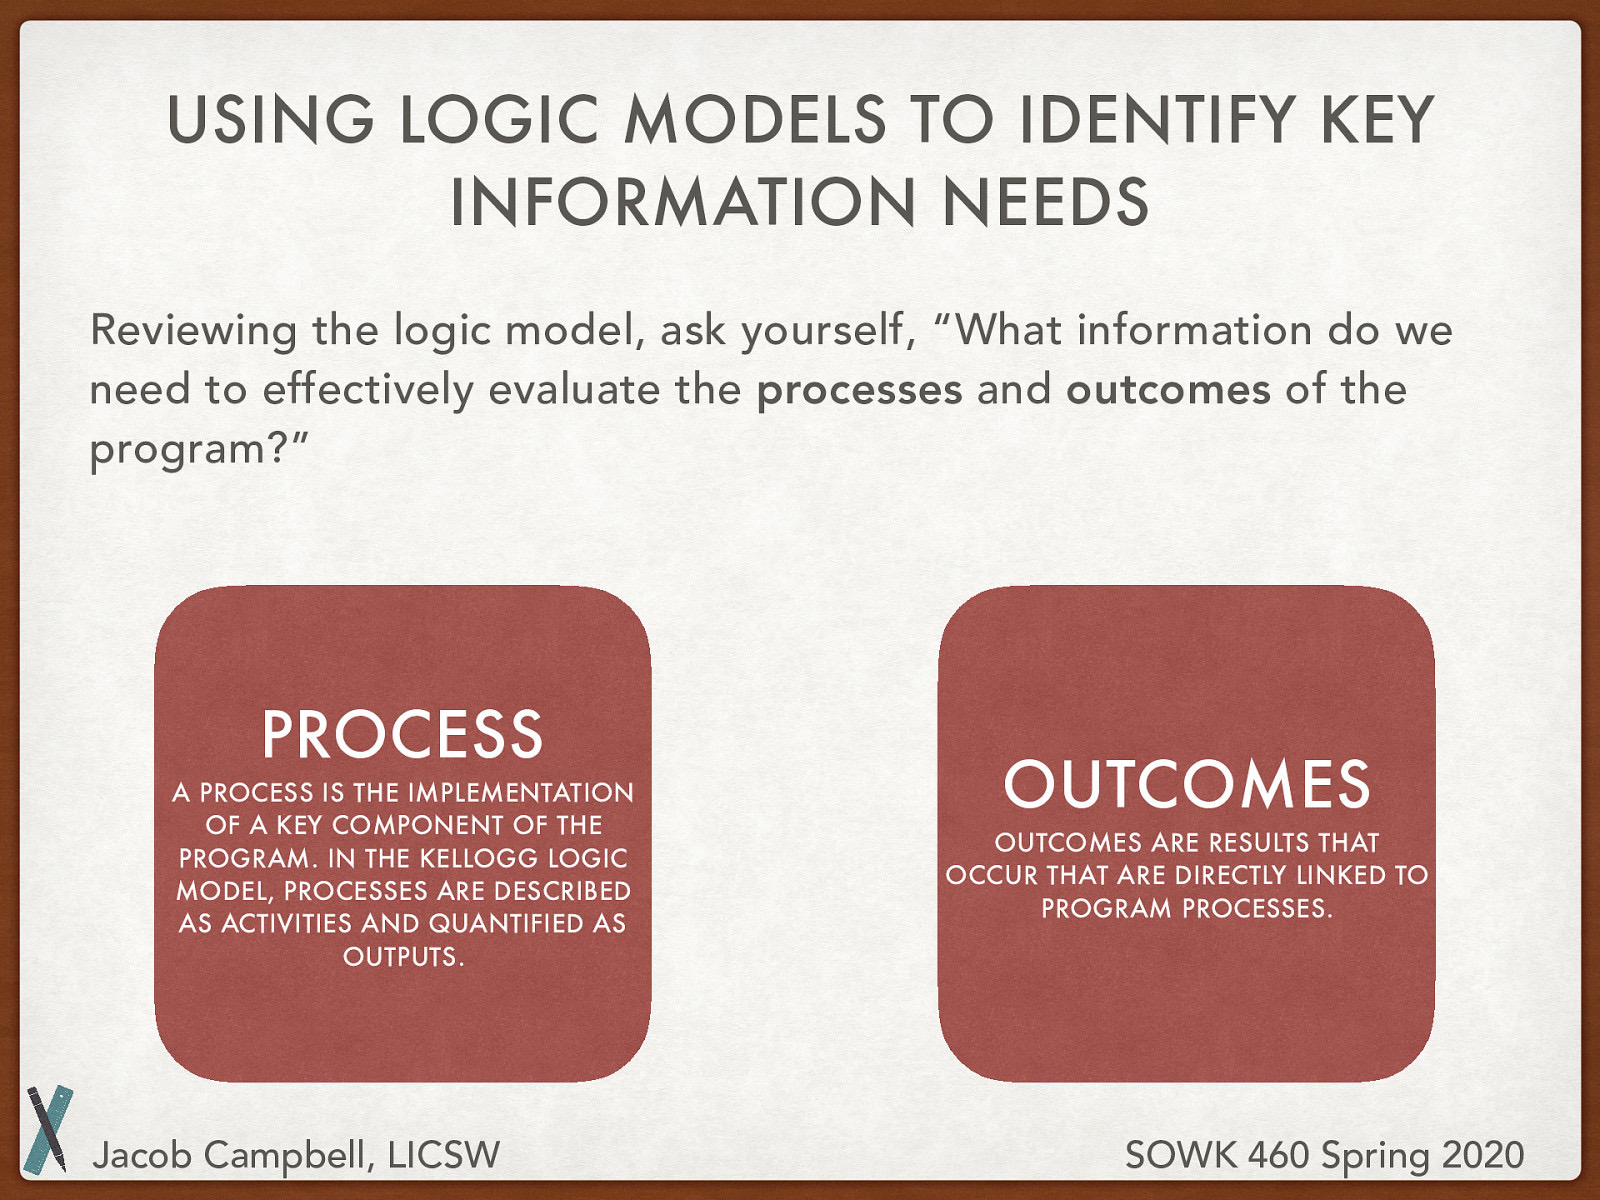 USING LOGIC MODELS TO IDENTIFY KEY
INFORMATION NEEDS
Reviewing the logic model, ask yourself, “What information do we
need to effectively evaluate the processes and outcomes of the
program?”
PROCESS
A PROCESS IS THE IMPLEMENTATION
OF A KEY COMPONENT OF THE
PROGRAM. IN THE KELLOGG LOGIC
MODEL, PROCESSES ARE DESCRIBED
AS ACTIVITIES AND QUANTIFIED AS
OUTPUTS.
OUTCOMES
OUTCOMES ARE RESULTS THAT
OCCUR THAT ARE DIRECTLY LINKED TO
PROGRAM PROCESSES.
Jacob Campbell, LICSW
SOWK 460 Spring 2020